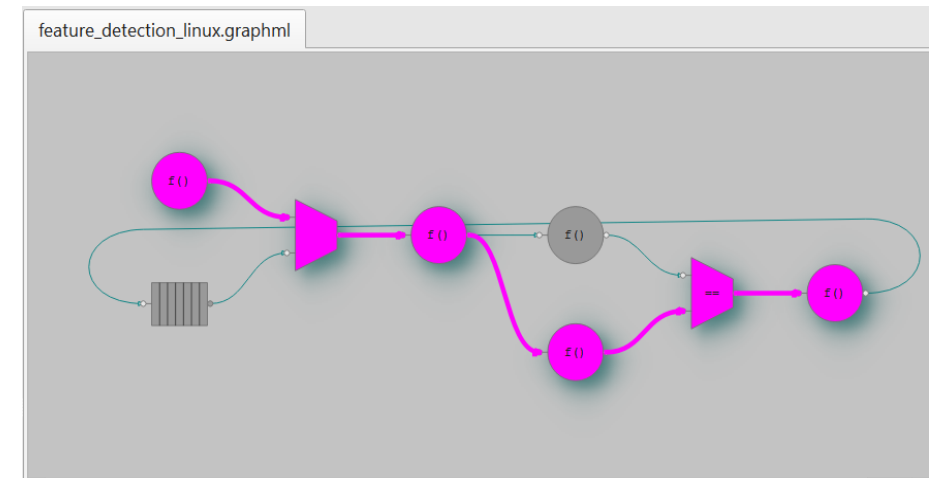 feature_detection_linux.graphml
f()
f()
f()
f()
==
f()